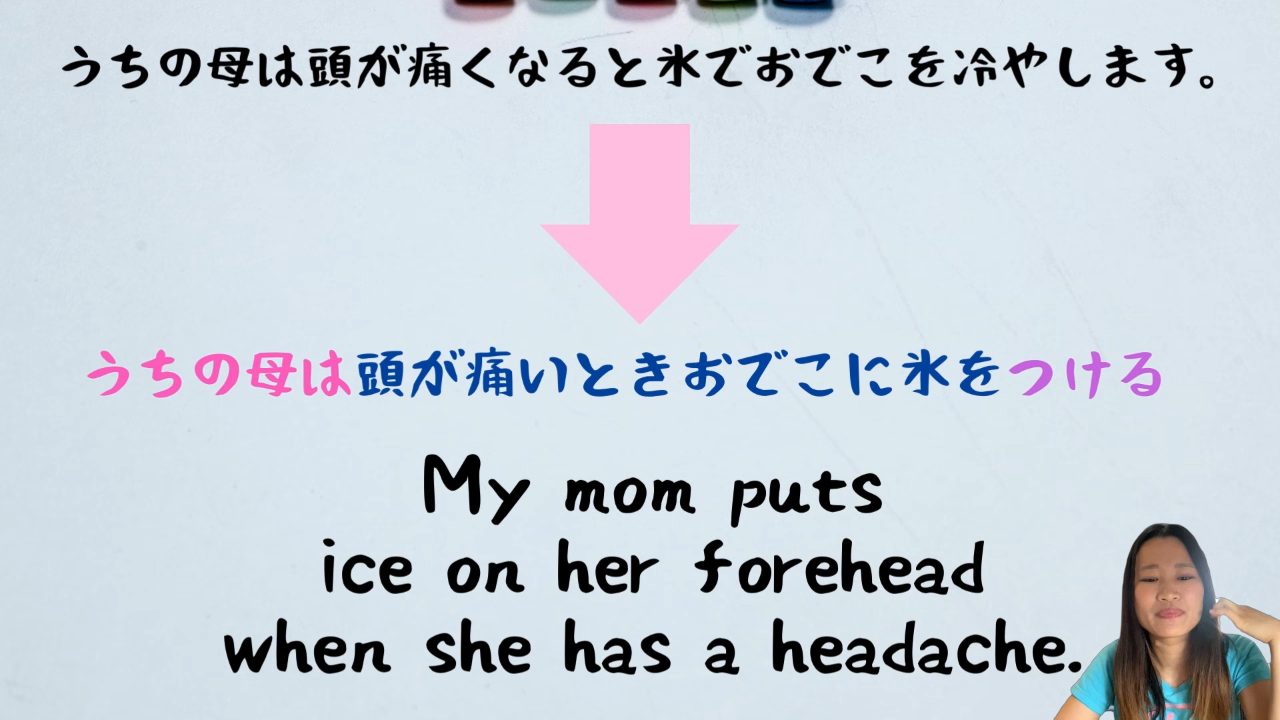 うちの母は頭が痛くなると氷でおでこを冷やします。
うちの母は頭が痛いときおでこに氷をつける
My mom puts
ice on her forehead
when she has a headache.